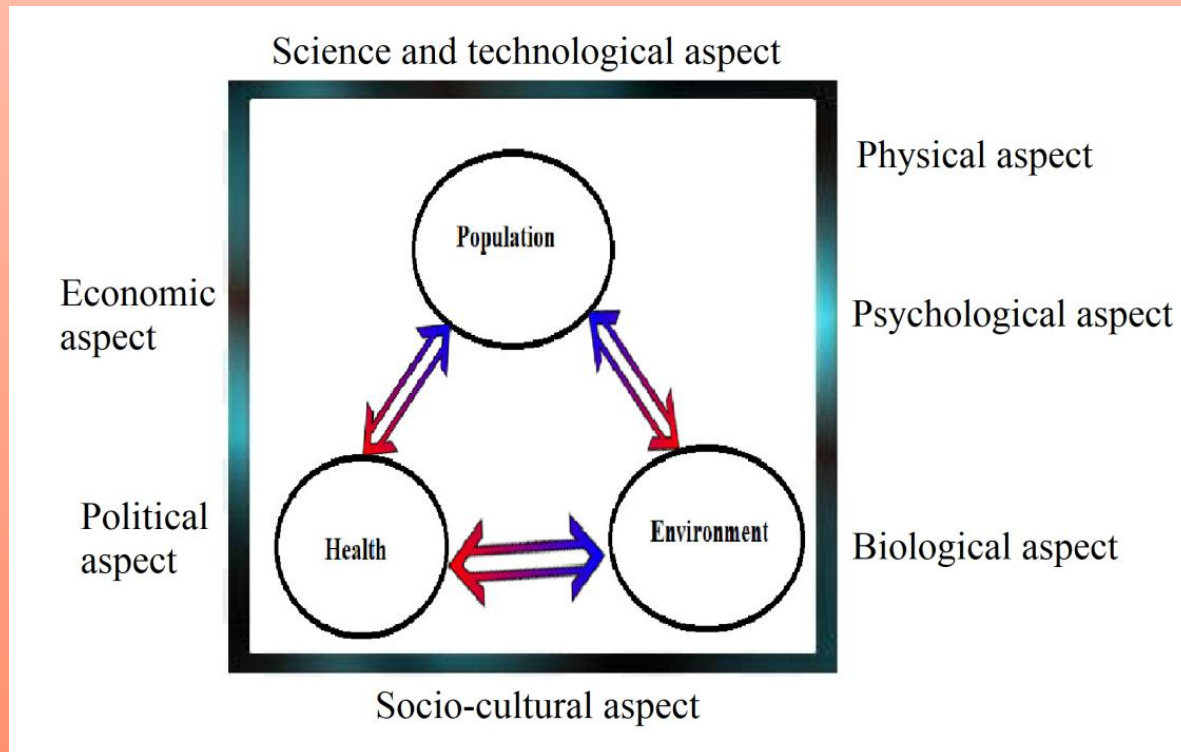 Science and technological aspect
Physical aspect
Population
Economic
aspect
Psychological aspect
Political
aspect
Health
Environment
Biological aspect
Socio-cultural aspect